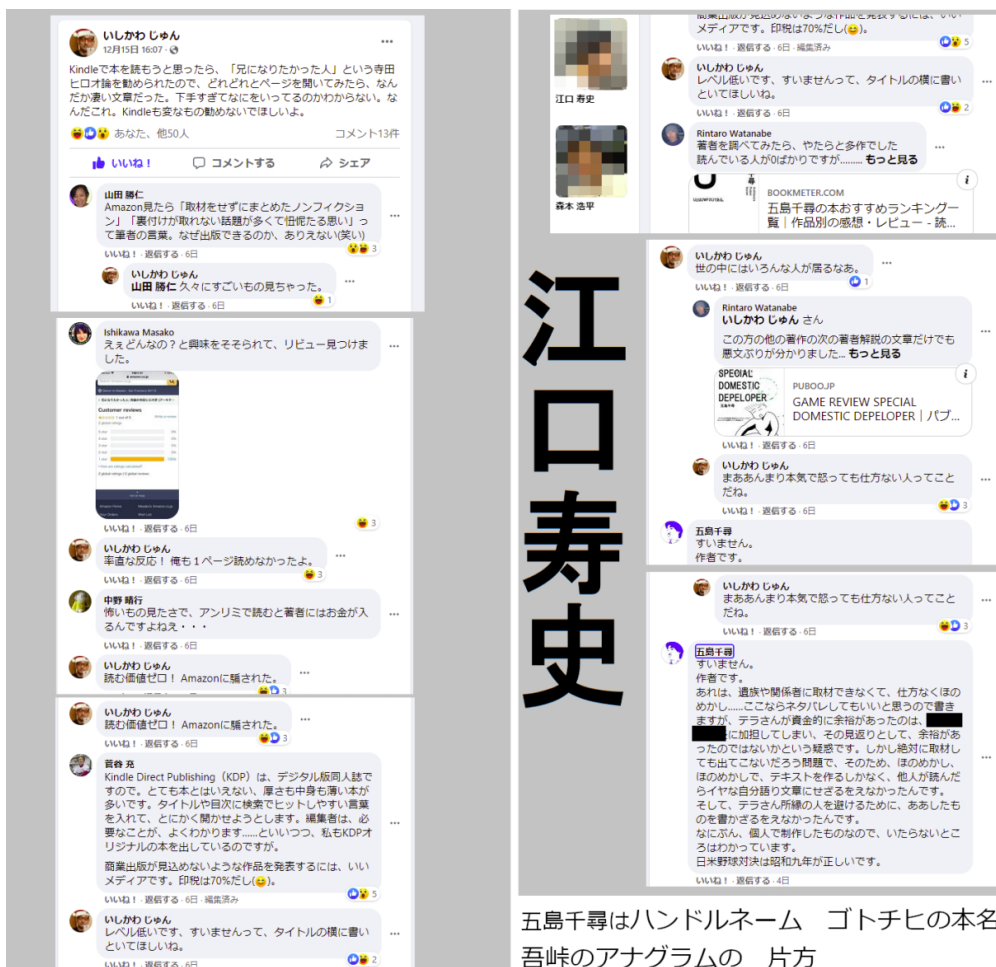 いしかわ じゅん
12月15日 16:07
Kindleで本を読もうと思ったら、「兄になりたかった人」という寺田
ヒロオ論を勧められたので、どれどれとページを開いてみたら、なん
だか凄い文章だった。下手すぎてなにをいってるのかわからない。な
んだこれ。Kindleも変なもの勧めないでほしいよ。
あなた、他50人
コメント13件
いいね！
コメントする
シェア
山田 勝仁
Amazon見たら「取材をせずにまとめたノンフィクショ
ン」「裏付けが取れない話題が多くて忸怩たる思い」っ
て筆者の言葉。なぜ出版できるのか、ありえない(笑い)
いいね！ · 返信する · 6日
3
いしかわ じゅん
山田 勝仁 久々にすごいもの見ちゃった。
1
いいね！ · 返信する · 6日
Ishikawa Masako
えぇどんなの？と興味をそそられて、リビュー見つけま
した。
Customer reviews
いいね！ · 返信する · 6日
3
いしかわ じゅん
率直な反応！ 俺も１ページ読めなかったよ。
3
いいね！ · 返信する · 6日
中野 晴行
怖いもの見たさで、アンリミで読むと著者にはお金が入
るんですよねえ・・・
いいね！ · 返信する · 6日
いしかわ じゅん
読む価値ゼロ！ Amazonに騙された。
3
いしかわ じゅん
読む価値ゼロ！ Amazonに騙された。
いいね！ · 返信する · 6日
3
菅谷 充
Kindle Direct Publishing（KDP）は、デジタル版同人誌で
すので。とても本とはいえない、厚さも中身も薄い本が
多いです。タイトルや目次に検索でヒットしやすい言葉
を入れて、とにかく開かせようとします。編集者は、必
要なことが、よくわかります......といいつつ、私もKDPオ
リジナルの本を出しているのですが。
商業出版が見込めないような作品を発表するには、いい
メディアです。印税は70%だし(😊)。
いいね！ · 返信する · 6日 · 編集済み
5
いしかわ じゅん
レベル低いです、すいませんって、タイトルの横に書い
といてほしいね。
いいね！ · 返信する · 6日
2
江口 寿史
森本 浩平
商業出版が見込めないような作品を発表するには、いい
メディアです。印税は70%だし(😊)。
いいね！ · 返信する · 6日 · 編集済み
5
いしかわ じゅん
レベル低いです、すいませんって、タイトルの横に書い
といてほしいね。
いいね！ · 返信する · 6日
2
Rintaro Watanabe
著者を調べてみたら、やたらと多作でした
読んでいる人が0ばかりですが......... もっと見る
BOOKMETER.COM
五島千尋の本おすすめランキング一
覧｜作品別の感想・レビュー - 読...
いしかわ じゅん
世の中にはいろんな人が居るなあ。
いいね！ · 返信する · 6日
1
Rintaro Watanabe
いしかわ じゅん さん
この方の他の著作の次の著者解説の文章だけでも
悪文ぶりが分かりました... もっと見る
SPECIAL
DOMESTIC
DEPELOPER
PUBOO.JP
GAME REVIEW SPECIAL
DOMESTIC DEPELOPER｜パブ...
いいね！ · 返信する · 6日
いしかわ じゅん
まああんまり本気で怒っても仕方ない人ってこと
だね。
いいね！ · 返信する · 6日
3
五島千尋
すいません。
作者です。
いしかわ じゅん
まああんまり本気で怒っても仕方ない人ってこと
だね。
いいね！ · 返信する · 6日
3
五島千尋
すいません。
作者です。
あれは、遺族や関係者に取材できなくて、仕方なくほの
めかし......ここならネタバレしてもいいと思うので書き
ますが、テラさんが資金的に余裕があったのは、
に加担してしまい、その見返りとして、余裕があ
ったのではないかという疑惑です。しかし絶対に取材し
ても出てこないだろう問題で、そのため、ほのめかし、
ほのめかしで、テキストを作るしかなく、他人が読んだ
らイヤな自分語り文章にせざるをえなかったんです。
そして、テラさん所縁の人を避けるために、ああしたも
のを書かざるをえなかったんです。
なにぶん、個人で制作したものなので、いたらないとこ
ろはわかっています。
日米野球対決は昭和九年が正しいです。
いいね！ · 返信する · 4日
江口寿史
五島千尋はハンドルネーム　ゴトチヒの本名
吾峠のアナグラムの　片方